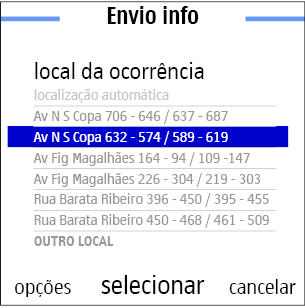 Envio info
local da ocorrência
localização automática
Av N S Copa 706 - 646 / 637 - 687
Av N S Copa 632 - 574 / 589 - 619
Av Fig Magalhães 164 - 94 / 109 -147
Av Fig Magalhães 226 - 304 / 219 - 303
Rua Barata Ribeiro 396 - 450 / 395 - 455
Rua Barata Ribeiro 450 - 468 / 461 - 509
OUTRO LOCAL
opções selecionar cancelar